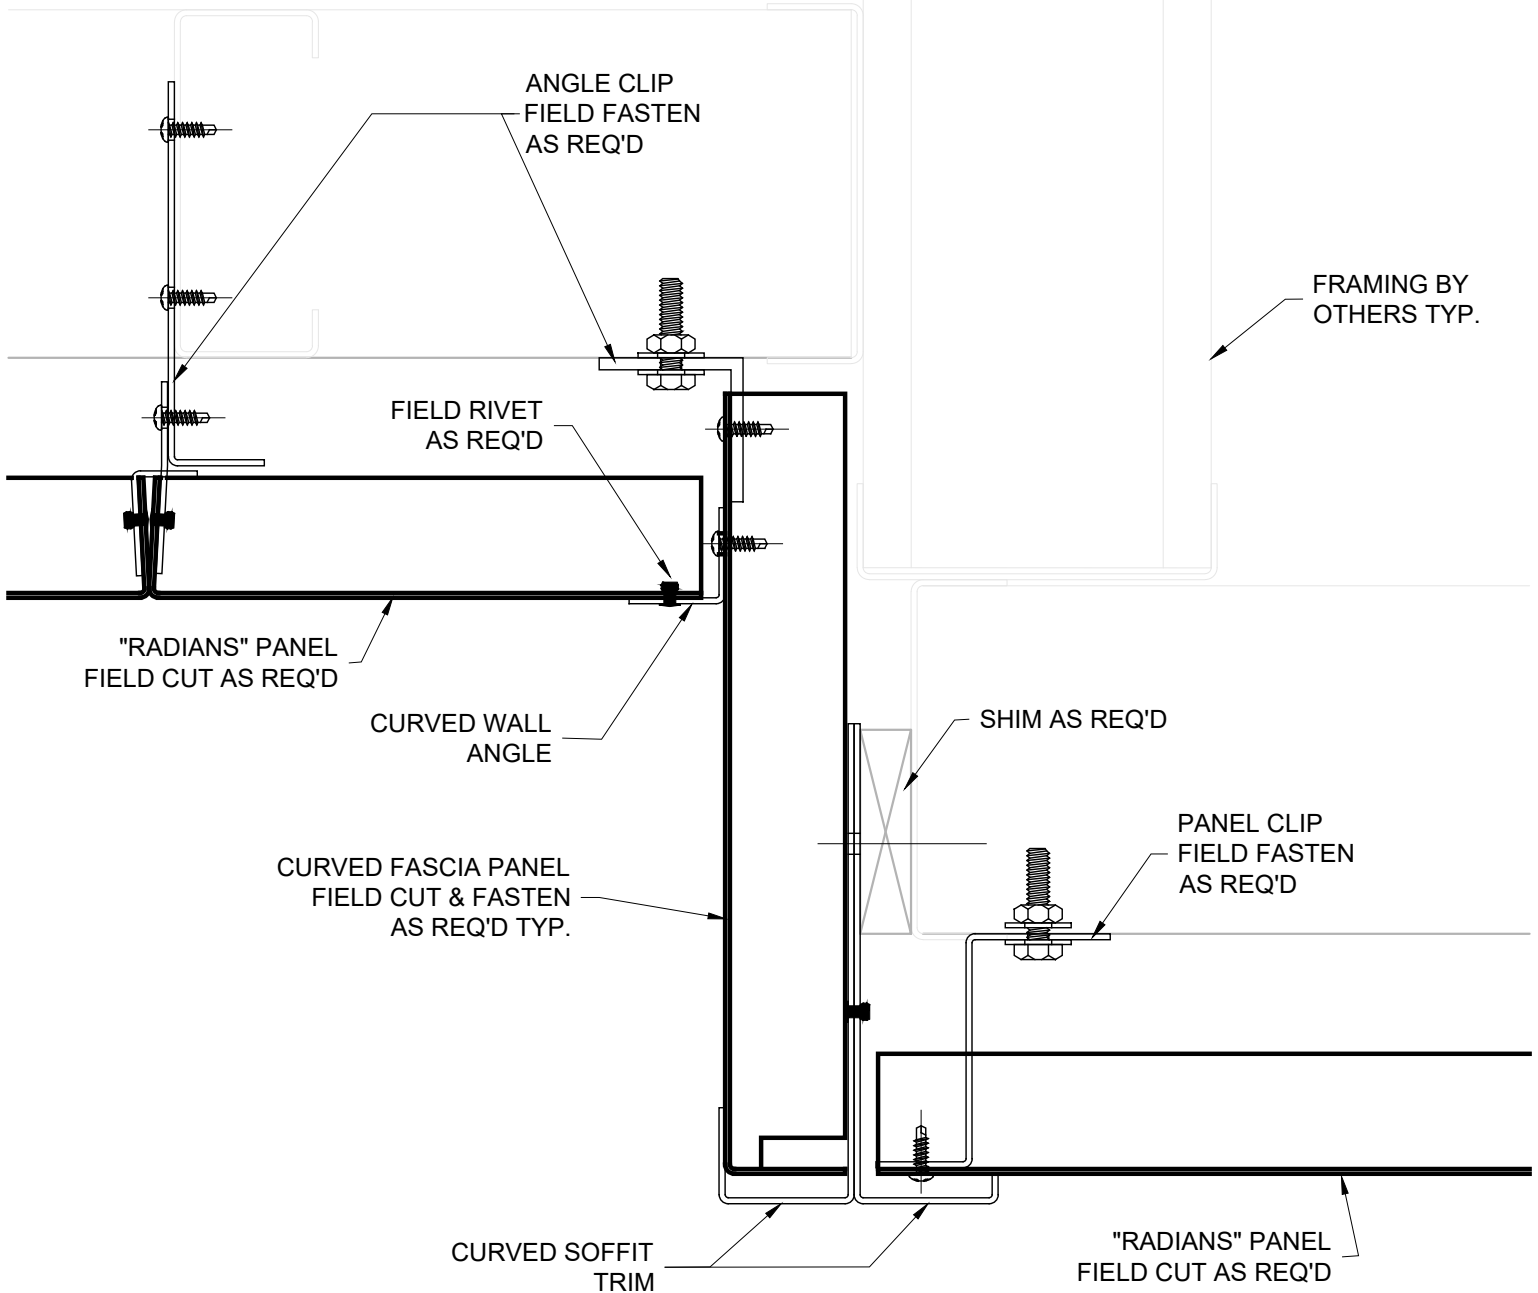 ANGLE CLIP
FIELD FASTEN
AS REQ'D
FRAMING BY
OTHERS TYP.
FIELD RIVET
AS REQ'D
"RADIANS" PANEL
FIELD CUT AS REQ'D
CURVED WALL
ANGLE
SHIM AS REQ'D
PANEL CLIP
FIELD FASTEN
AS REQ'D
CURVED FASCIA PANEL
FIELD CUT & FASTEN
AS REQ'D TYP.
CURVED SOFFIT
TRIM
"RADIANS" PANEL
FIELD CUT AS REQ'D